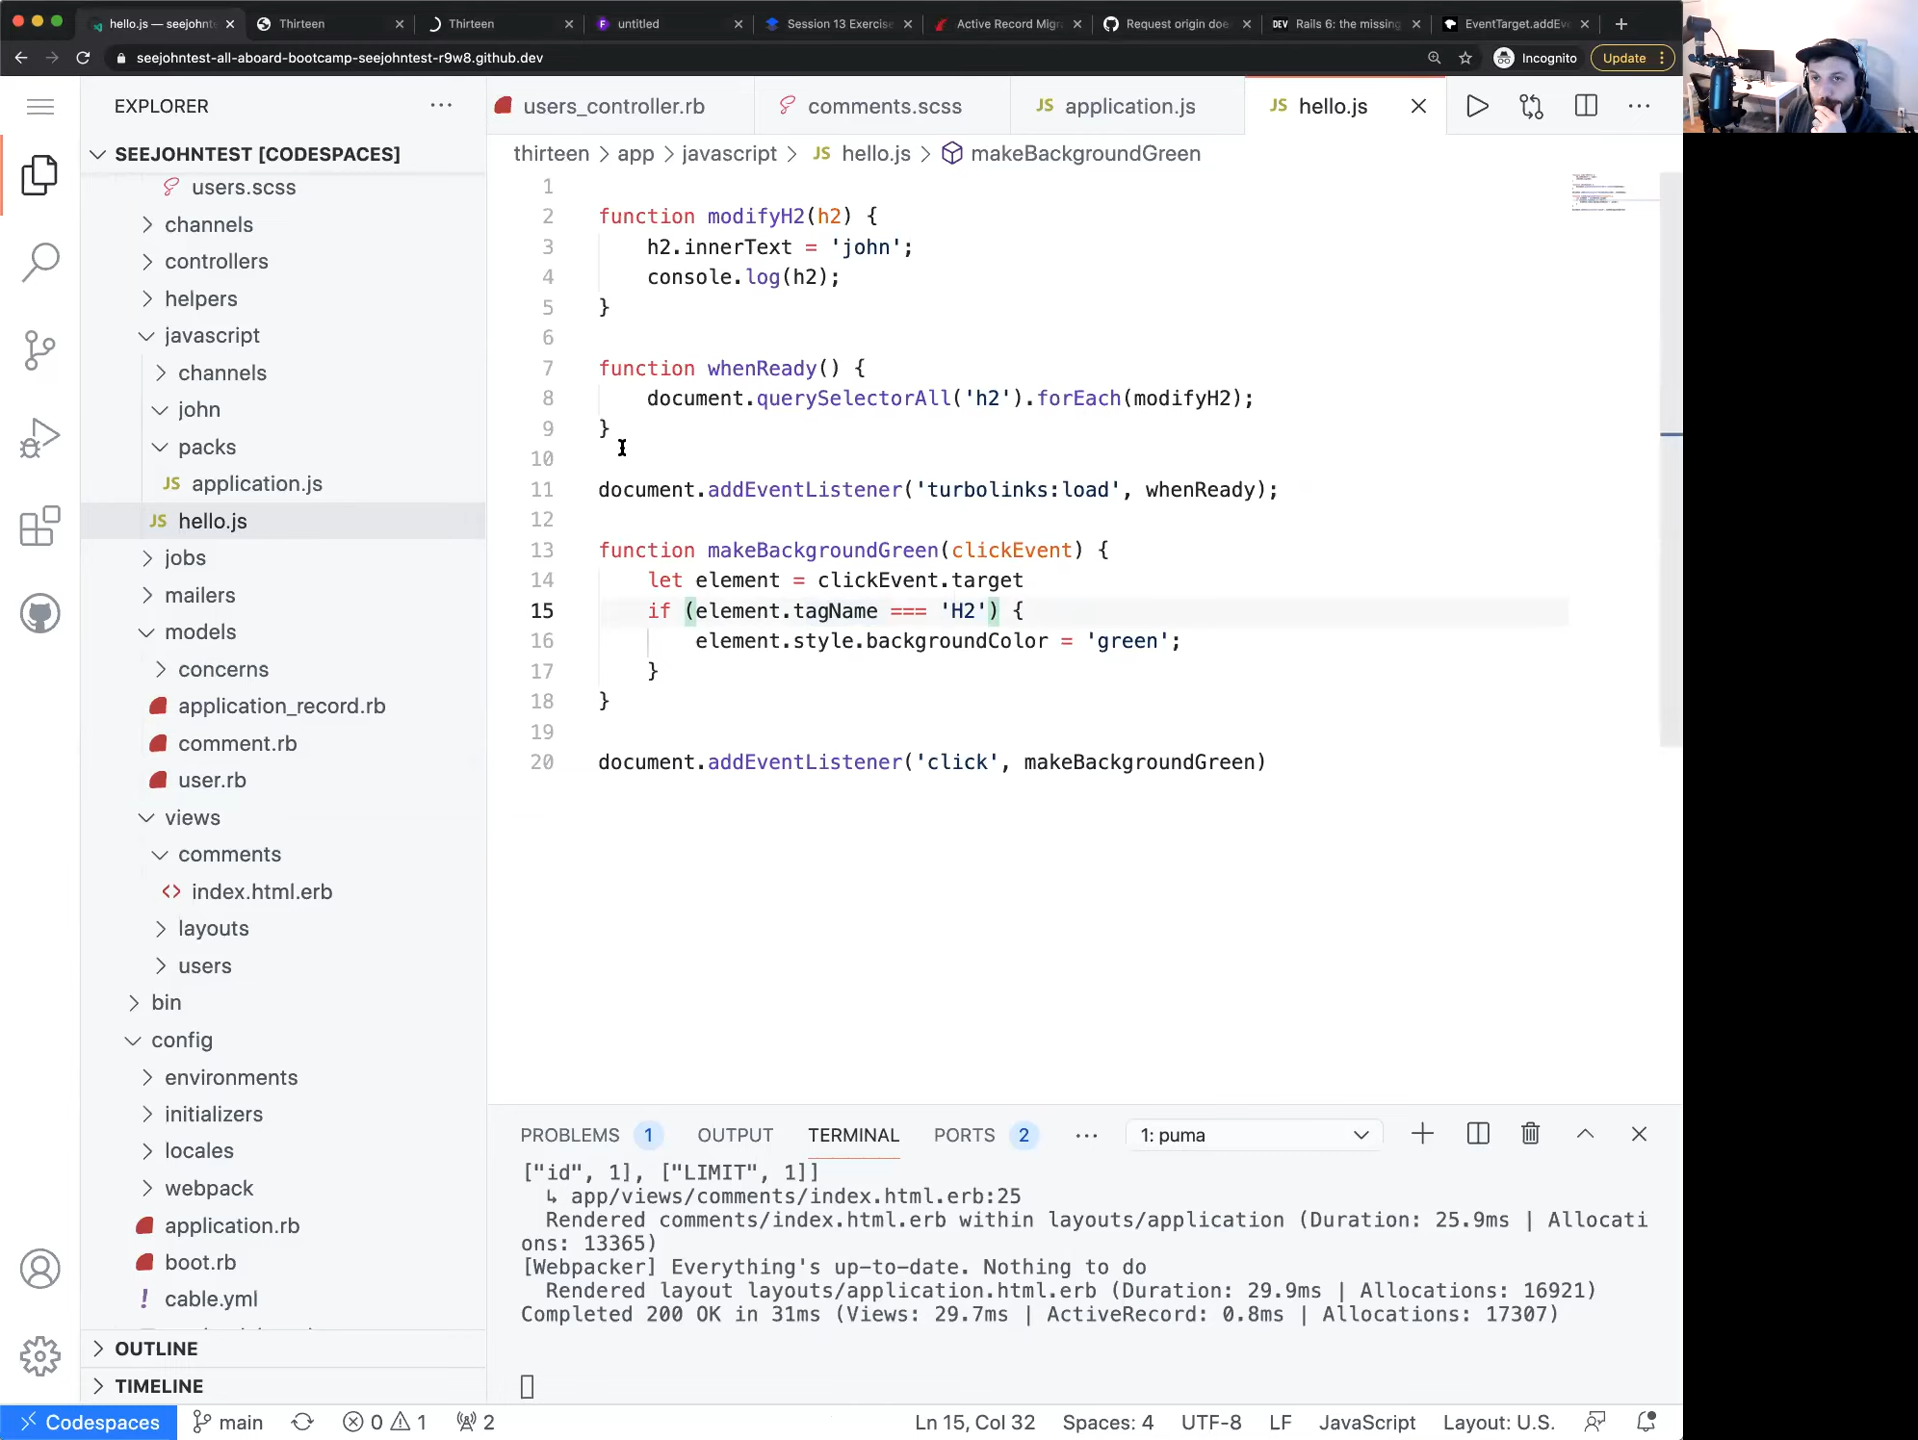 hello.js — seejohntest
Thirteen
Thirteen
untitled
Session 13 Exercise
Active Record Migr
Request origin doe
DEV Rails 6: the missing
EventTarget.addEv
seejohntest-all-aboard-bootcamp-seejohntest-r9w8.github.dev
Incognito
Update
EXPLORER
users_controller.rb
comments.scss
JS application.js
JS hello.js
SEEJOHNTEST [CODESPACES]
thirteen > app > javascript > JS hello.js > makeBackgroundGreen
users.scss
channels
controllers
helpers
javascript
channels
john
packs
JS application.js
JS hello.js
jobs
mailers
models
concerns
application_record.rb
comment.rb
user.rb
views
comments
<> index.html.erb
layouts
users
bin
config
environments
initializers
locales
webpack
application.rb
boot.rb
! cable.yml
OUTLINE
TIMELINE
1
2 function modifyH2(h2) {
3 h2.innerText = 'john';
4 console.log(h2);
5 }
6
7 function whenReady() {
8 document.querySelectorAll('h2').forEach(modifyH2);
9 }
10
11 document.addEventListener('turbolinks:load', whenReady);
12
13 function makeBackgroundGreen(clickEvent) {
14 let element = clickEvent.target
15 if (element.tagName === 'H2') {
16 element.style.backgroundColor = 'green';
17 }
18 }
19
20 document.addEventListener('click', makeBackgroundGreen)
PROBLEMS 1 OUTPUT TERMINAL PORTS 2 ... 1: puma
["id", 1], ["LIMIT", 1]]
↳ app/views/comments/index.html.erb:25
Rendered comments/index.html.erb within layouts/application (Duration: 25.9ms | Allocati
ons: 13365)
[Webpacker] Everything's up-to-date. Nothing to do
Rendered layout layouts/application.html.erb (Duration: 29.9ms | Allocations: 16921)
Completed 200 OK in 31ms (Views: 29.7ms | ActiveRecord: 0.8ms | Allocations: 17307)
Codespaces main 0 1 2 Ln 15, Col 32 Spaces: 4 UTF-8 LF JavaScript Layout: U.S.